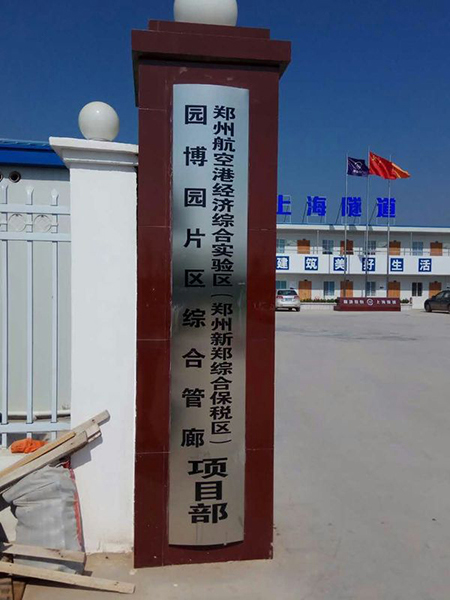 郑州航空港经济综合实验区(郑州新郑综合保税区)
园博园片区综合管廊
项目部
上海隧道
建筑美好生活